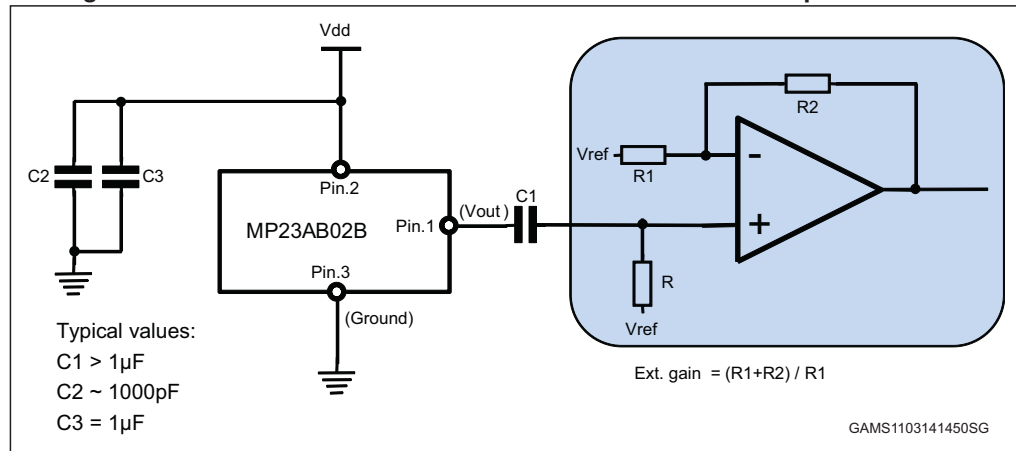 Vdd
C2
C3
Pin.2
MP23AB02B
Pin.1
(Vout)
C1
Pin.3
(Ground)
Vref
R1
R2
-
+
R
Vref
Typical values:
C1 > 1µF
C2 ~ 1000pF
C3 = 1µF
Ext. gain = (R1+R2) / R1
GAMS1103141450SG